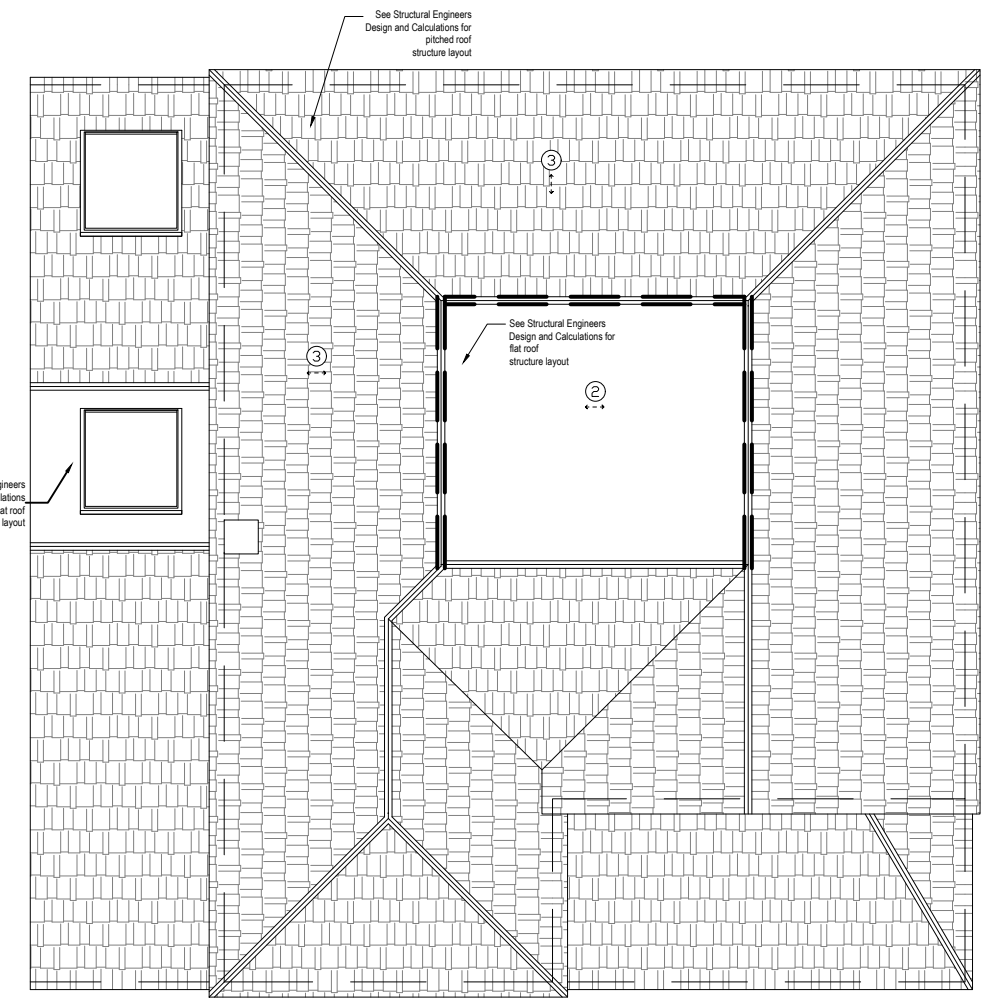 See Structural Engineers
Design and Calculations for
pitched roof
structure layout
3
See Structural Engineers
Design and Calculations for
flat roof
structure layout
3
2
gineers
lations
at roof
layout